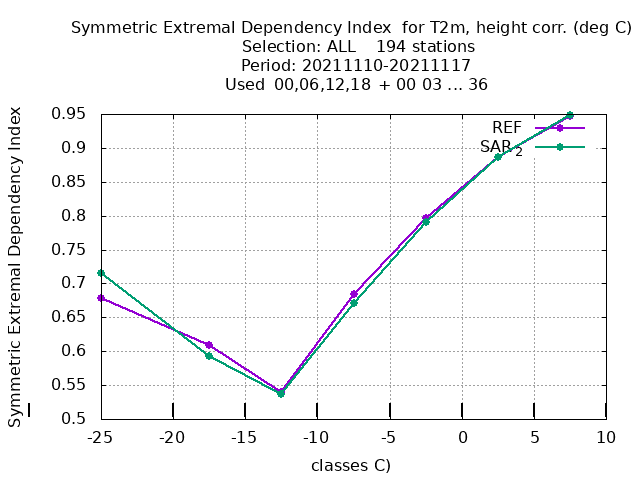 Symmetric Extremal Dependency Index for T2m, height corr. (deg C)
Selection: ALL 194 stations
Period: 20211110-20211117
Used 00,06,12,18 + 00 03 ... 36
Symmetric Extremal Dependency Index
0.95
0.9
0.85
0.8
0.75
0.7
0.65
0.6
0.55
0.5
REF
SAR2
-25 -20 -15 -10 -5 0 5 10
classes C)